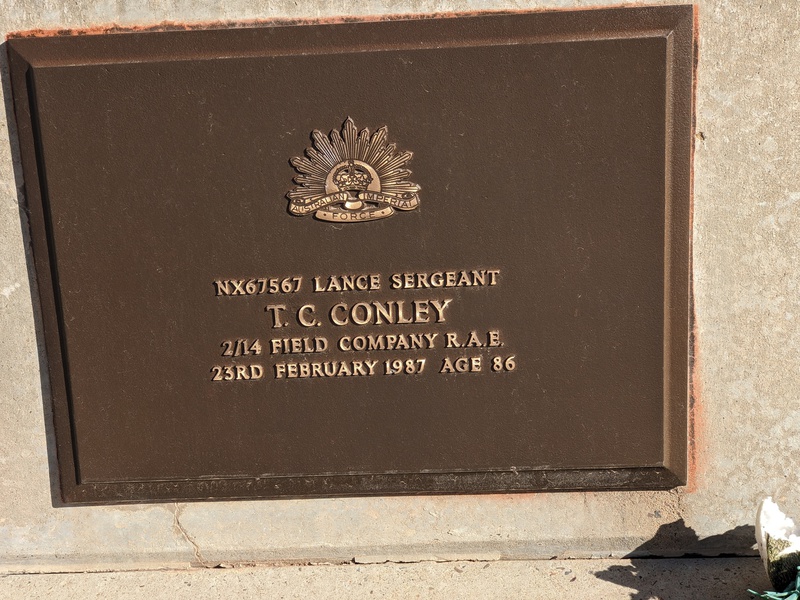 AUSTRALIAN IMPERIAL
FORCE
NX67567 LANCE SERGEANT
T. C. CONLEY
2/14 FIELD COMPANY R.A.E.
23RD FEBRUARY 1987 AGE 86